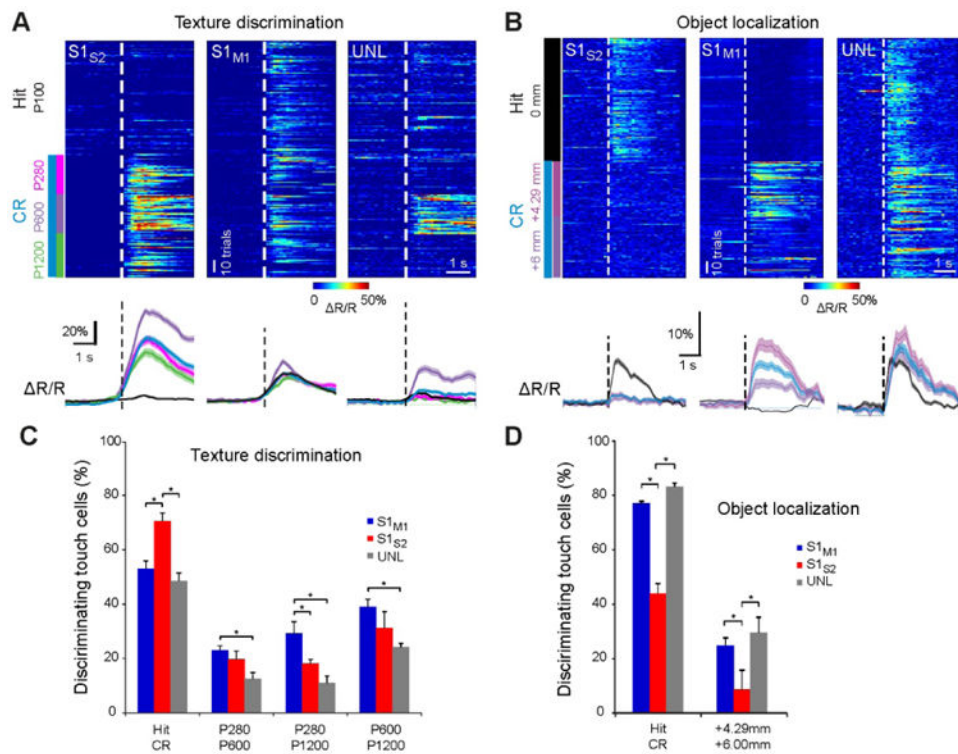 A Texture discrimination
S1S2 S1M1 UNL
Hit
P100
CR
P280
P600
P1200
10 trials
1 s
0 50%
ΔR/R
20%
1 s
ΔR/R
B Object localization
S1S2 S1M1 UNL
Hit
0 mm
CR
+4.29 mm
+6 mm
10 trials
1 s
0 50%
ΔR/R
10%
1 s
ΔR/R
C
Texture discrimination
Discriminating touch cells (%)
100
80
60
40
20
0
* *
*
*
*
*
S1M1
S1S2
UNL
Hit P280 P280 P600
CR P600 P1200 P1200
D
Object localization
Disciriminating touch cells (%)
100
80
60
40
20
0
* *
* *
S1M1
S1S2
UNL
Hit +4.29mm
CR +6.00mm